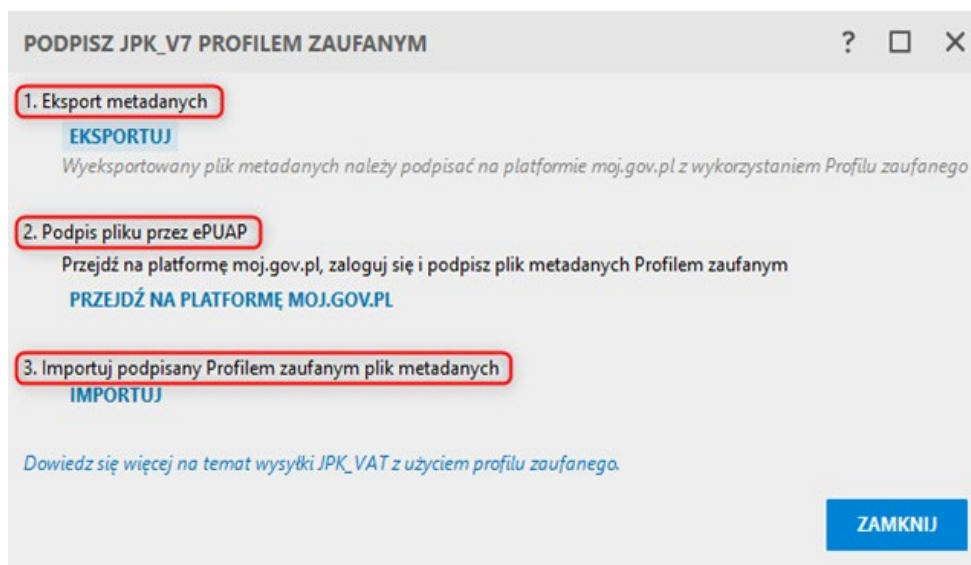 PODPISZ JPK_V7 PROFILEM ZAUFANYM
1. Eksport metadanych
EKSPORTUJ
Wyeksportowany plik metadanych należy podpisać na platformie moj.gov.pl z wykorzystaniem Profilu zaufanego
2. Podpis pliku przez ePUAP
Przejdź na platformę moj.gov.pl, zaloguj się i podpisz plik metadanych Profilem zaufanym
PRZEJDŹ NA PLATFORMĘ MOJ.GOV.PL
3. Importuj podpisany Profilem zaufanym plik metadanych
IMPORTUJ
Dowiedz się więcej na temat wysyłki JPK_VAT z użyciem profilu zaufanego.
ZAMKNIJ